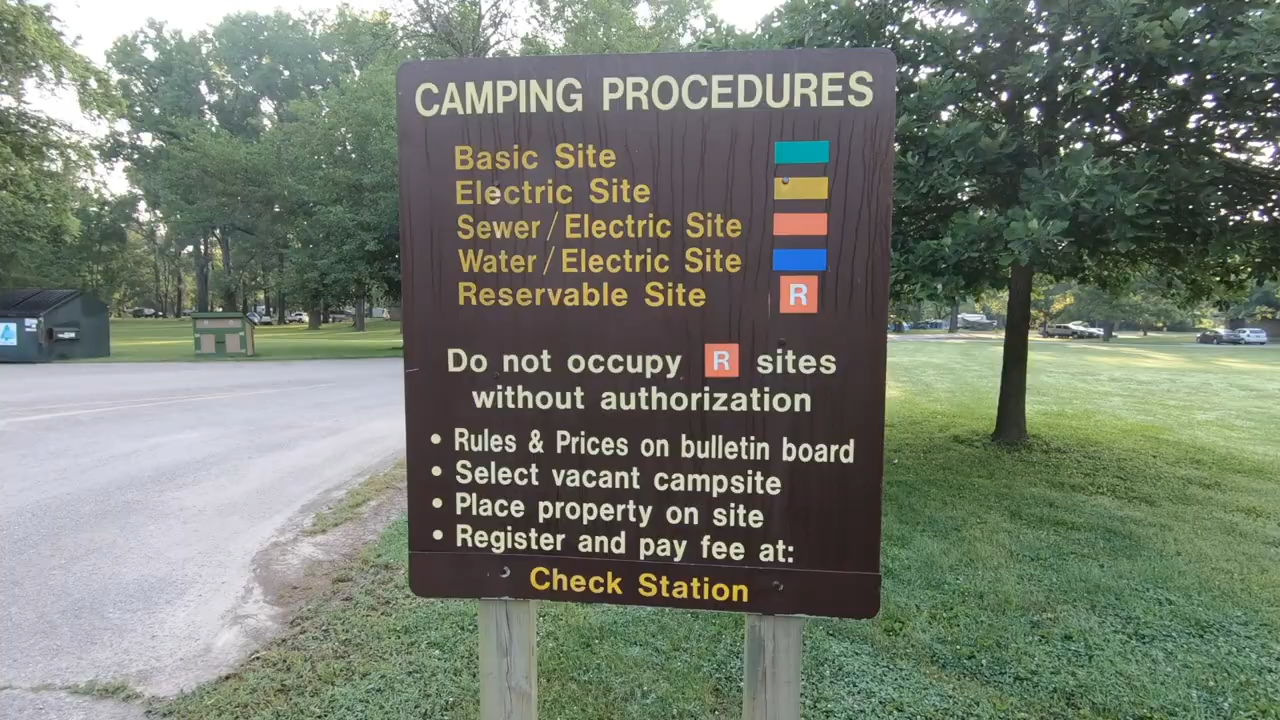 CAMPING PROCEDURES
Basic Site
Electric Site
Sewer/Electric Site
Water/Electric Site
Reservable Site R
Do not occupy R sites
without authorization
• Rules & Prices on bulletin board
• Select vacant campsite
• Place property on site
• Register and pay fee at:
Check Station